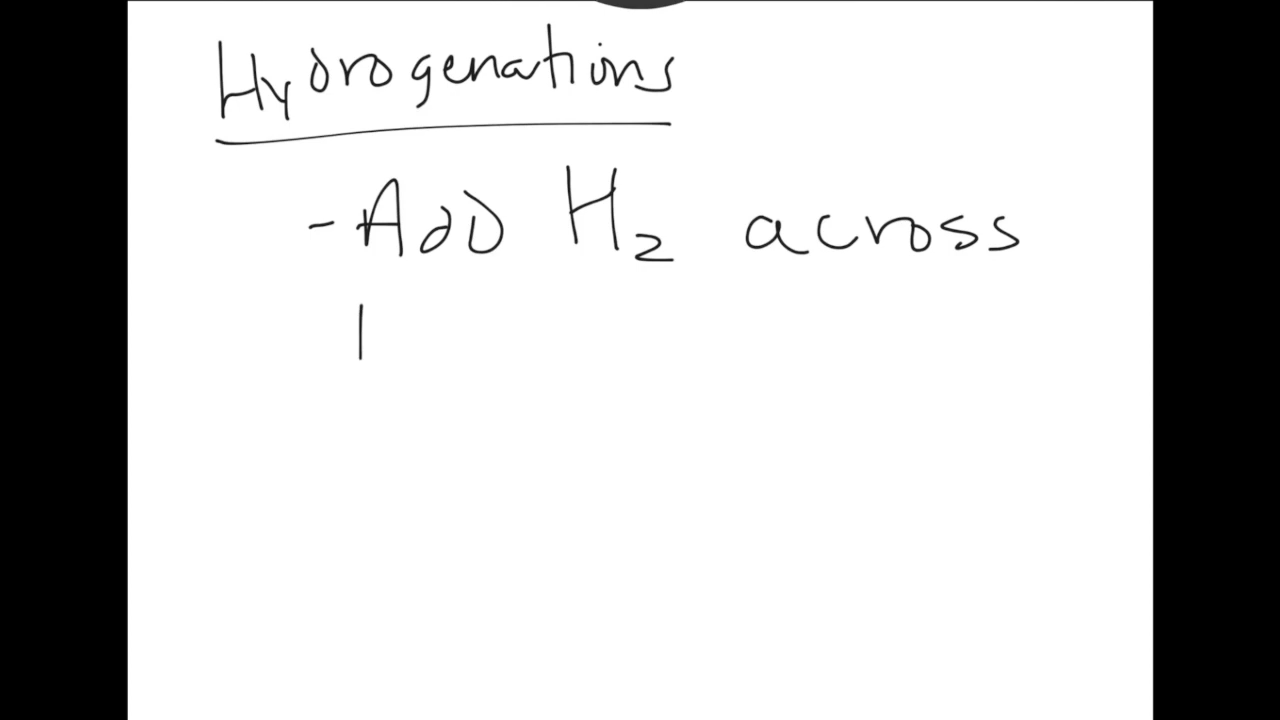 Hydrogenations
- Add H₂ across